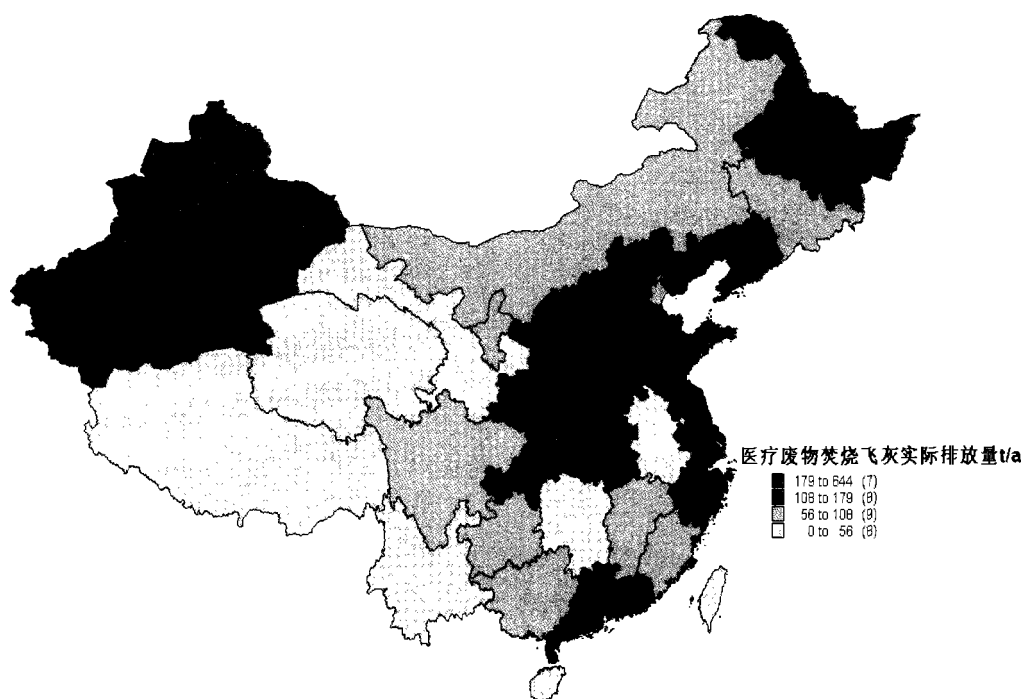 医疗废物焚烧飞灰实际排放量t/a
179 to 644 (7)
108 to 179 (8)
56 to 108 (9)
0 to 56 (8)